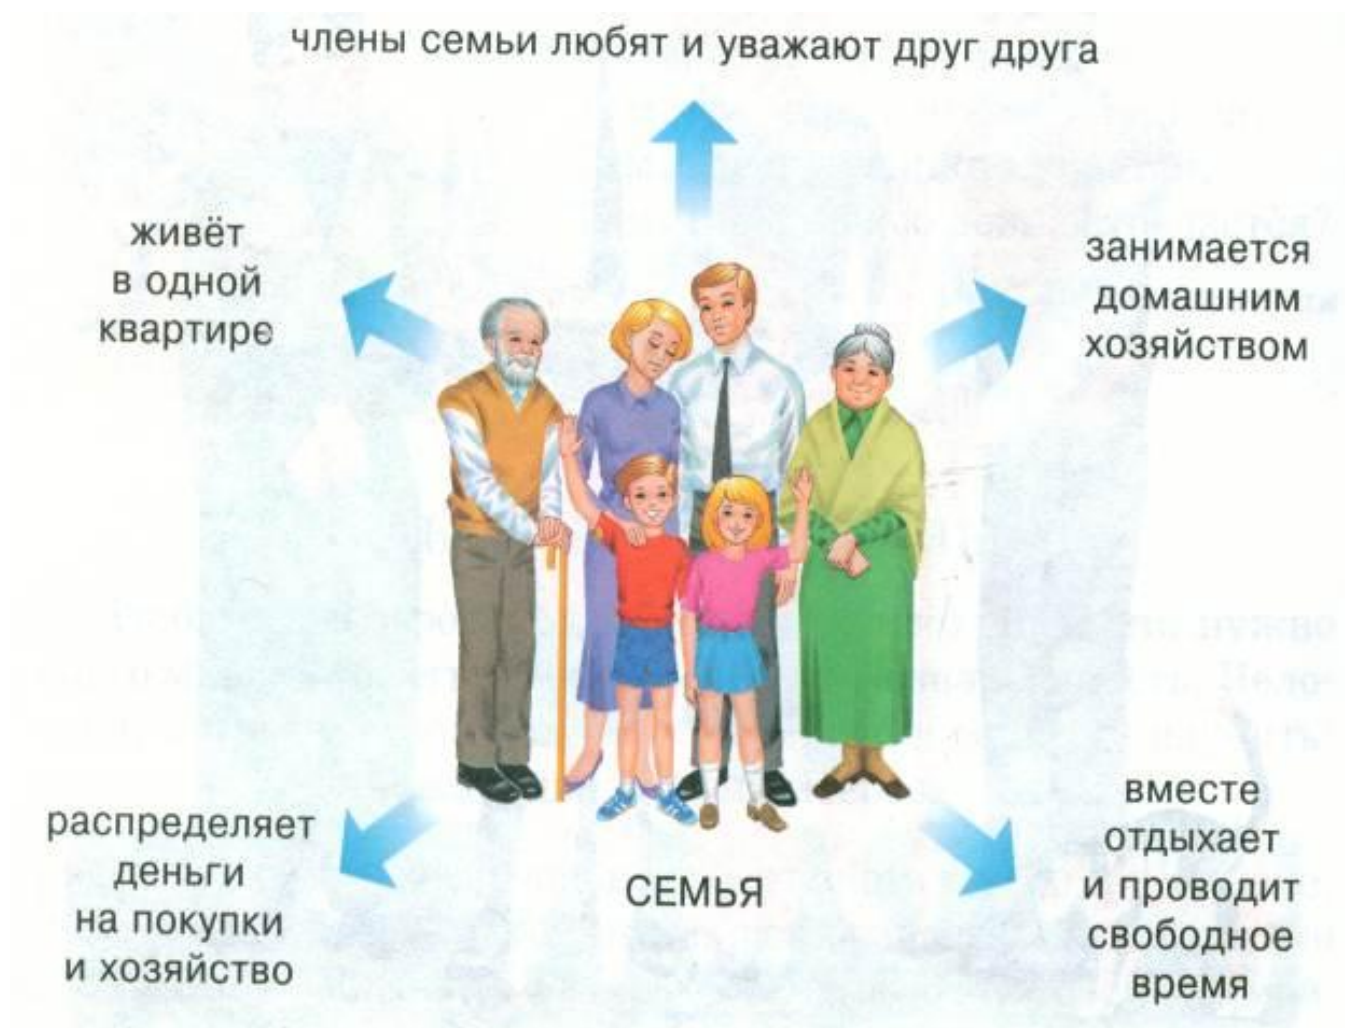 члены семьи любят и уважают друг друга
живёт
в одной
квартире
занимается
домашним
хозяйством
распределяет
деньги
на покупки
и хозяйство
СЕМЬЯ
вместе
отдыхает
и проводит
свободное
время